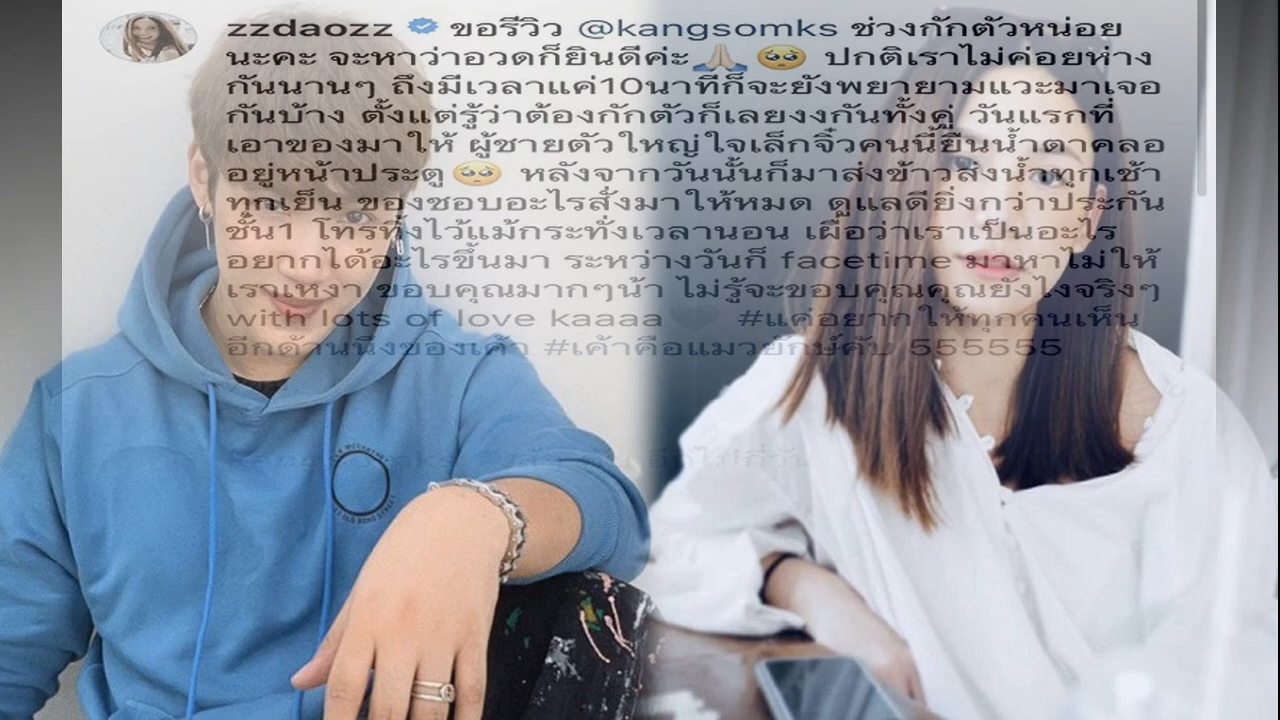 zzdaozz ขอรีวิว @kangsomks ช่วงกักตัวหน่อย
นะคะ จะหาว่าอวดก็ยินดีค่ะ🙏🏻🥺 ปกติเราไม่ค่อยห่าง
กันนานๆ ถึงมีเวลาแค่10นาทีก็จะยังพยายามแวะมาเจอ
กันบ้าง ตั้งแต่รู้ว่าต้องกักตัวก็เลยงงกันทั้งคู่ วันแรกที่
เอาของมาให้ ผู้ชายตัวใหญ่ใจเล็กจิ๋วคนนี้ยืนน้ำตาคลอ
อยู่หน้าประตู🥺 หลังจากวันนั้นก็มาส่งข้าวส่งน้ำทุกเช้า
ทุกเย็น ของชอบอะไรสั่งมาให้หมด ดูแลดียิ่งกว่าประกัน
ชั้น1 โทรทิ้งไว้แม้กระทั่งเวลานอน เผื่อว่าเราเป็นอะไร
อยากได้อะไรขึ้นมา ระหว่างวันก็ facetime มาหาไม่ให้
เราเหงา ขอบคุณมากๆน้า ไม่รู้จะขอบคุณคุณยังไงจริงๆ
with lots of love kaaaa🖤 #แค่อยากให้ทุกคนเห็น
อีกด้านนึงของเค้า #เค้าคือแมวยักษ์คับ 555555